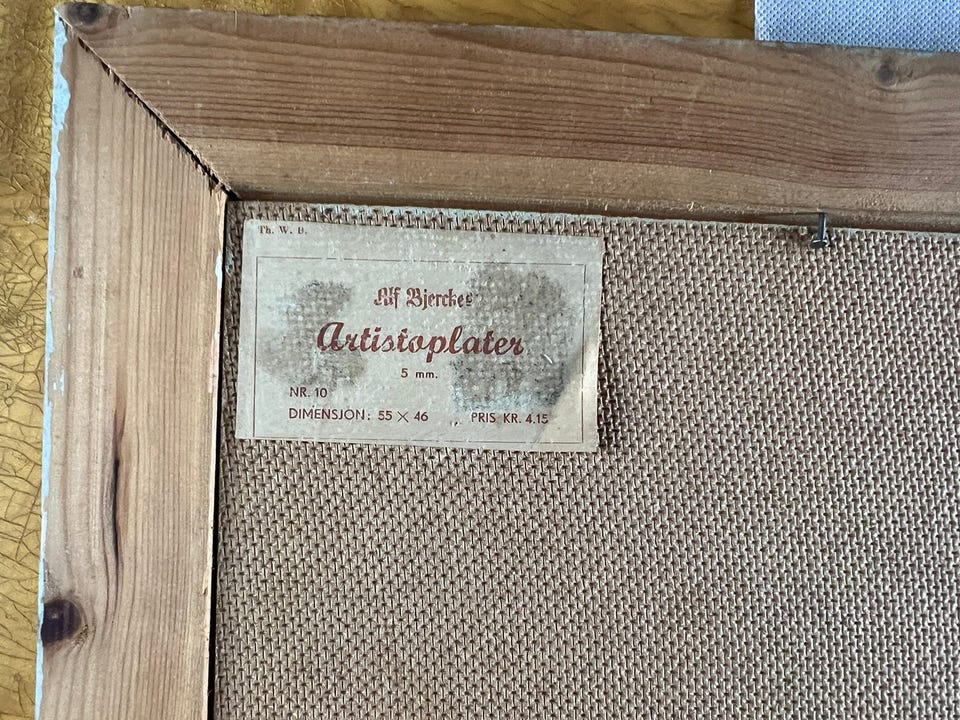 Th. W. B.
Alf Bjerckes
Artistoplater
5 mm.
NR. 10
DIMENSJON: 55 × 46 PRIS KR. 4.15